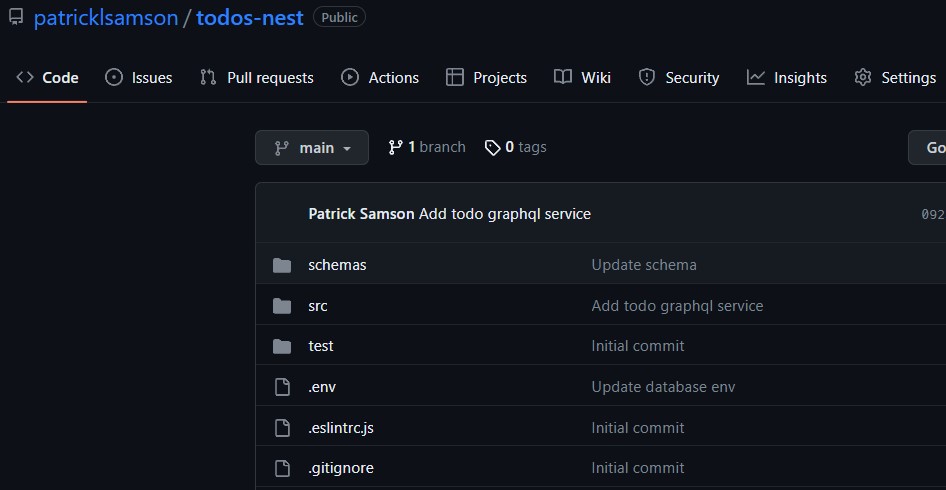 patricklsamson / todos-nest Public
Code Issues Pull requests Actions Projects Wiki Security Insights Settings
main 1 branch 0 tags Go
Patrick Samson Add todo graphql service 092
schemas Update schema
src Add todo graphql service
test Initial commit
.env Update database env
.eslintrc.js Initial commit
.gitignore Initial commit